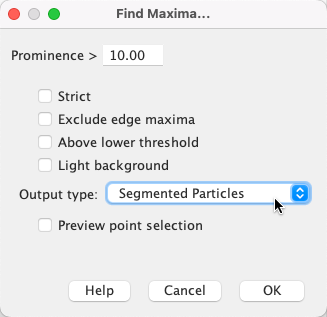 Find Maxima...
Prominence > 10.00
Strict
Exclude edge maxima
Above lower threshold
Light background
Output type: Segmented Particles
Preview point selection
Help Cancel OK